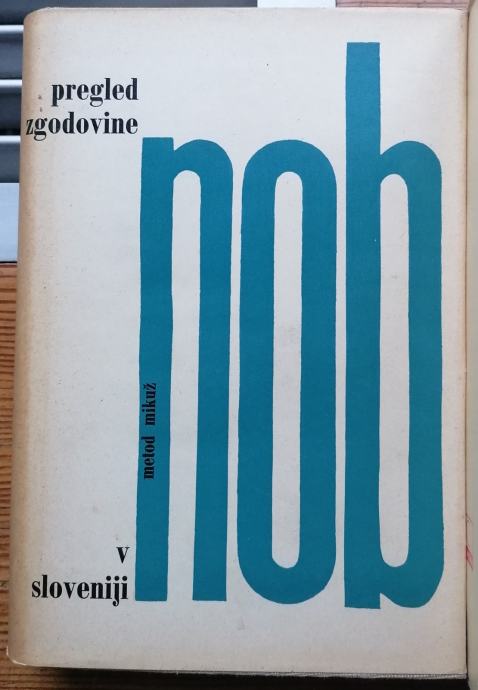 pregled
zgodovine
nob
metod mikuž
v
sloveniji